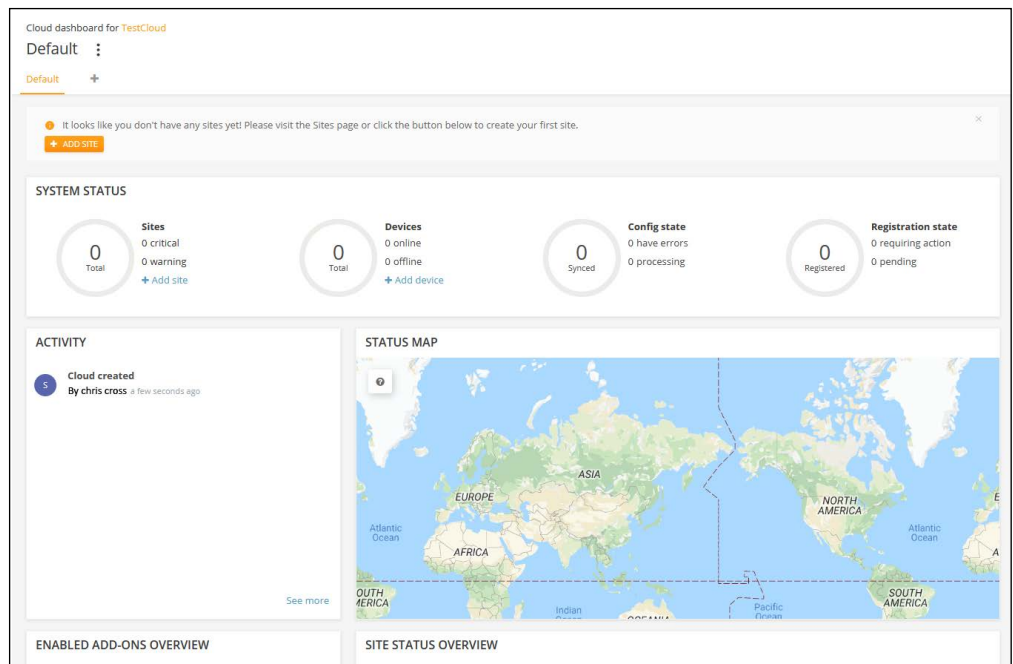 Cloud dashboard for TestCloud
Default
Default +
It looks like you don't have any sites yet! Please visit the Sites page or click the button below to create your first site.
×
+ ADD SITE
SYSTEM STATUS
0
Total
Sites
0 critical
0 warning
+ Add site
0
Total
Devices
0 online
0 offline
+ Add device
0
Synced
Config state
0 have errors
0 processing
0
Registered
Registration state
0 requiring action
0 pending
ACTIVITY
S
Cloud created
By chris cross a few seconds ago
See more
STATUS MAP
?
ASIA
EUROPE
NORTH
AMERICA
Atlantic
Ocean
Atlantic
Ocean
AFRICA
OUTH
MERICA
SOUTH
AMERICA
Indian
Ocean
Pacific
Ocean
OCEANIA
E
A
ENABLED ADD-ONS OVERVIEW
SITE STATUS OVERVIEW